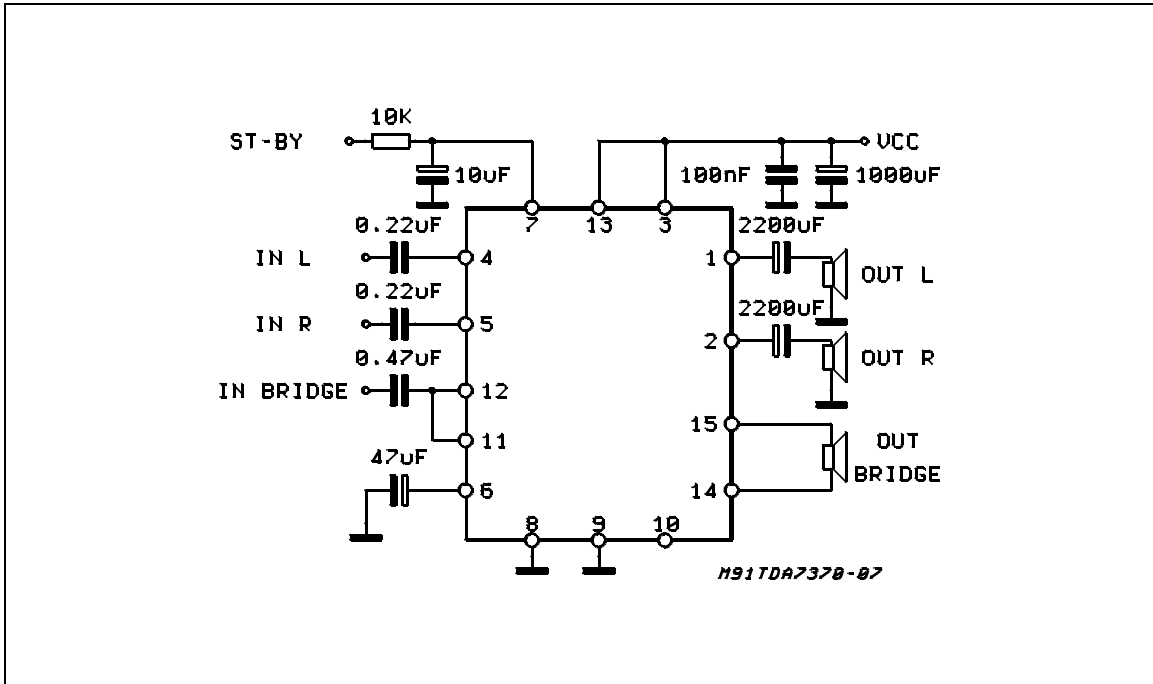 10K
ST-BY
VCC
10uF
100nF
1000uF
7
13
3
0.22uF
2200uF
IN L
4
1
OUT L
0.22uF
2200uF
IN R
5
2
OUT R
0.47uF
IN BRIDGE
12
15
OUT
BRIDGE
11
47uF
6
14
8
9
10
M91TDA7370-07